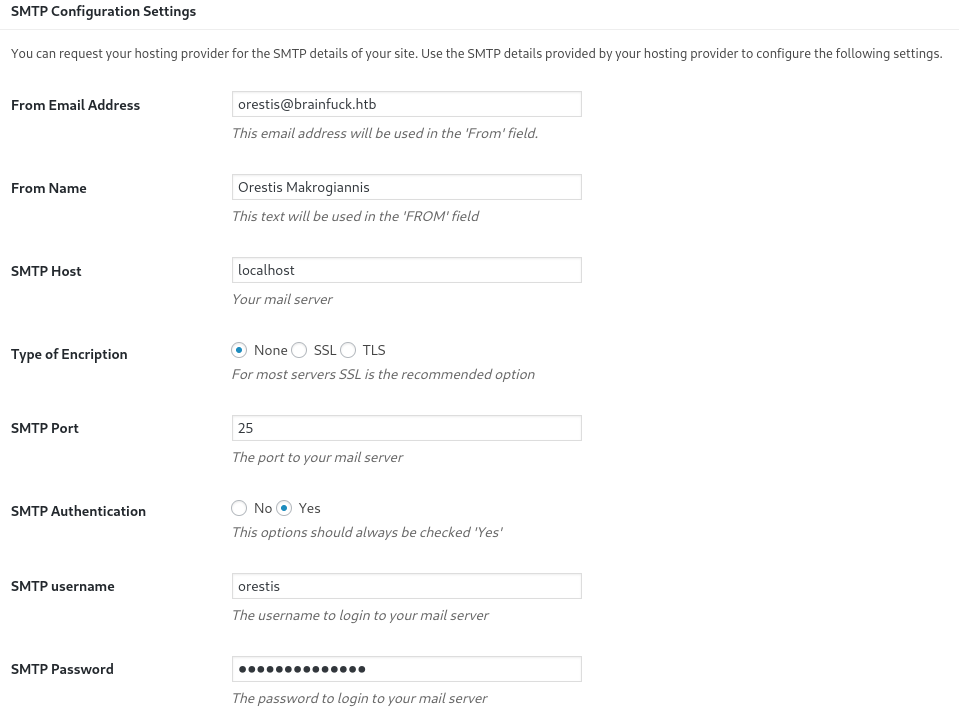 SMTP Configuration Settings
You can request your hosting provider for the SMTP details of your site. Use the SMTP details provided by your hosting provider to configure the following settings.
From Email Address orestis@brainfuck.htb
This email address will be used in the 'From' field.
From Name Orestis Makrogiannis
This text will be used in the 'FROM' field
SMTP Host localhost
Your mail server
Type of Encription None SSL TLS
For most servers SSL is the recommended option
SMTP Port 25
The port to your mail server
SMTP Authentication No Yes
This options should always be checked 'Yes'
SMTP username orestis
The username to login to your mail server
SMTP Password ●●●●●●●●●●●●●●
The password to login to your mail server